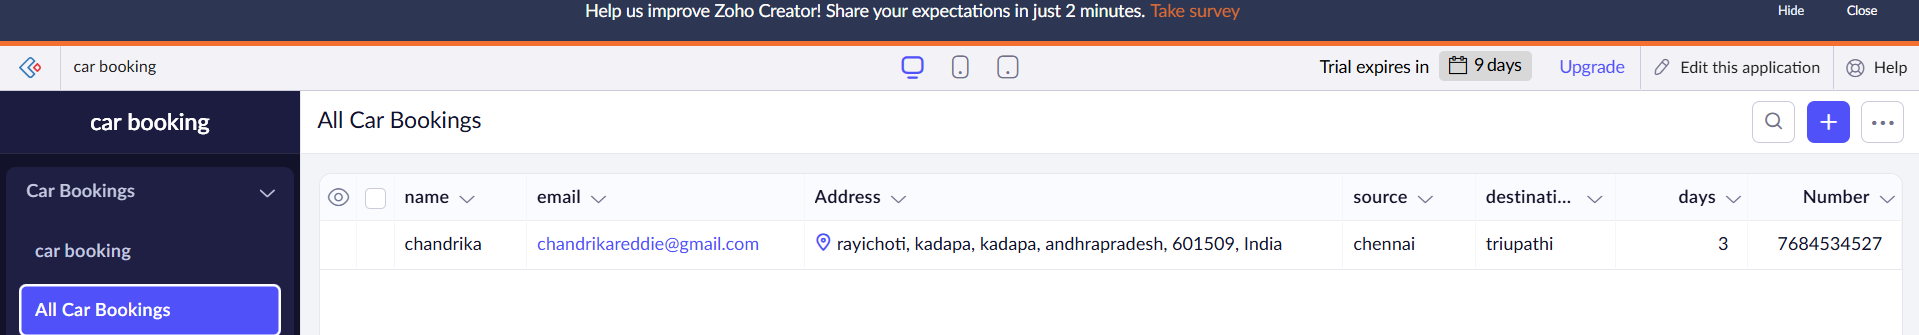 Help us improve Zoho Creator! Share your expectations in just 2 minutes. Take survey Hide Close
car booking Trial expires in 9 days Upgrade Edit this application Help
car booking
All Car Bookings
Car Bookings
car booking
All Car Bookings
name email Address source destinati... days Number
chandrika chandrikareddie@gmail.com rayichoti, kadapa, kadapa, andhrapradesh, 601509, India chennai triupathi 3 7684534527